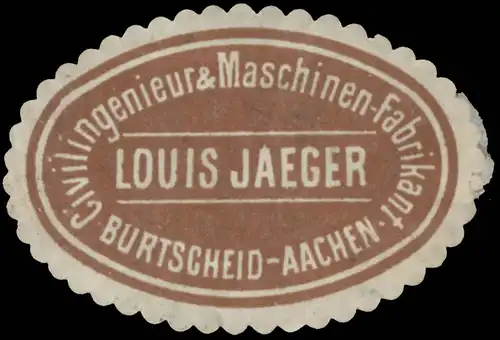 Civilingenieur & Maschinen-Fabrikant
LOUIS JAEGER
· BURTSCHEID-AACHEN ·